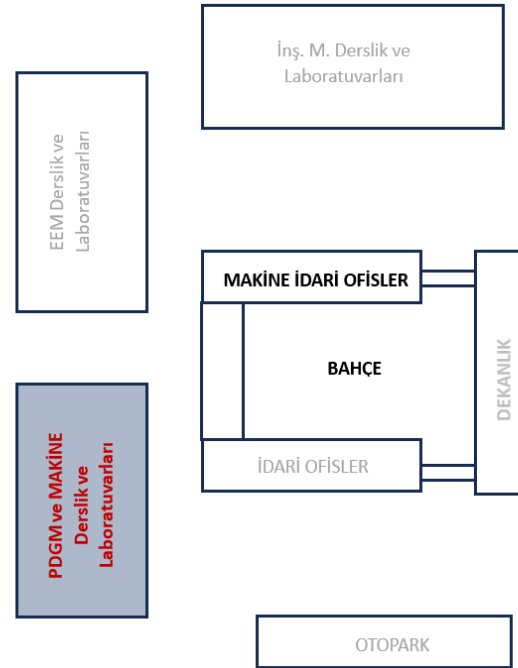 İnş. M. Derslik ve
Laboratuvarları
EEM Derslik ve
Laboratuvarları
MAKİNE İDARİ OFİSLER
BAHÇE
DEKANLIK
PDGM ve MAKİNE
Derslik ve
Laboratuvarları
İDARİ OFİSLER
OTOPARK